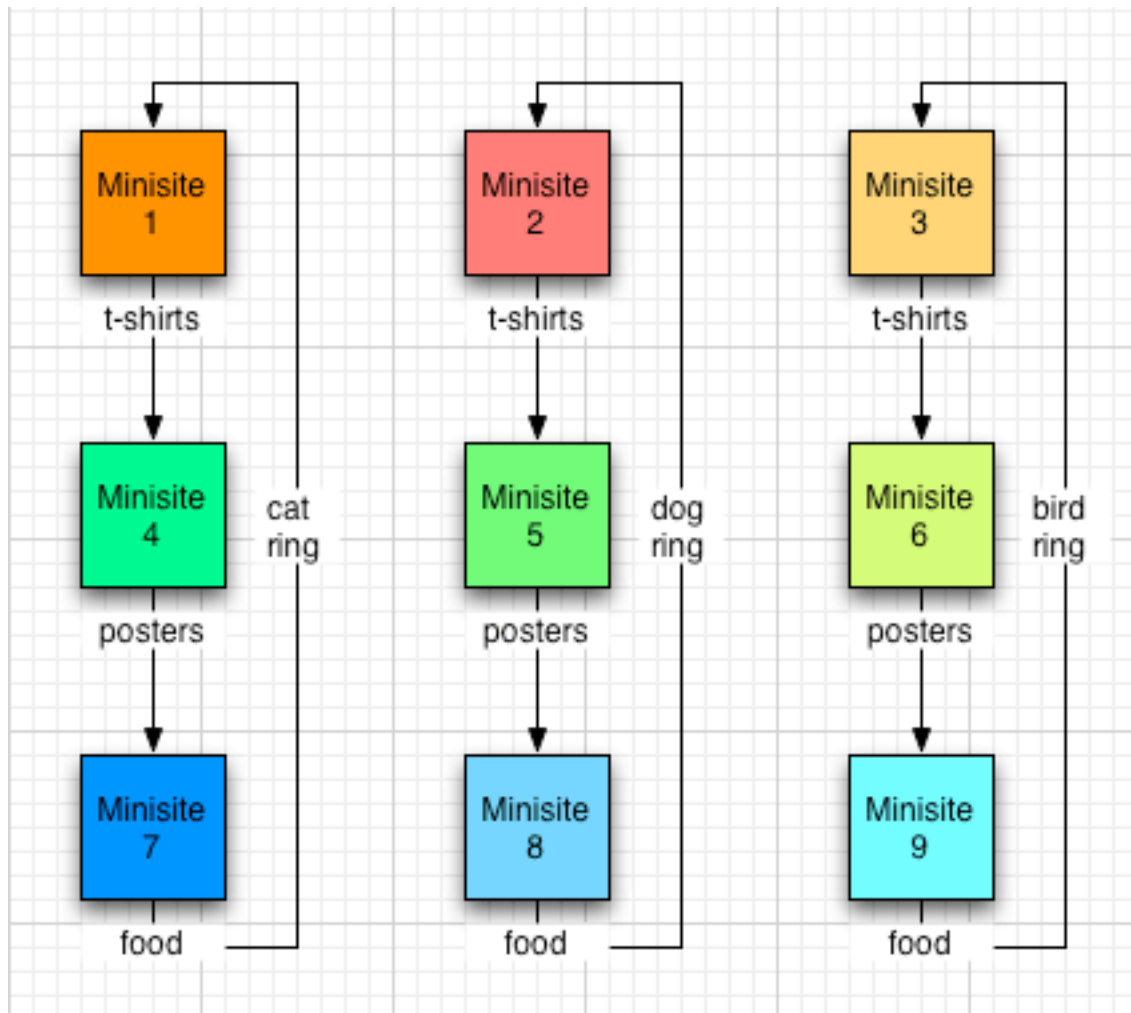 Minisite
1
Minisite
2
Minisite
3
t-shirts
t-shirts
t-shirts
Minisite
4
cat
ring
Minisite
5
dog
ring
Minisite
6
bird
ring
posters
posters
posters
Minisite
7
Minisite
8
Minisite
9
food
food
food